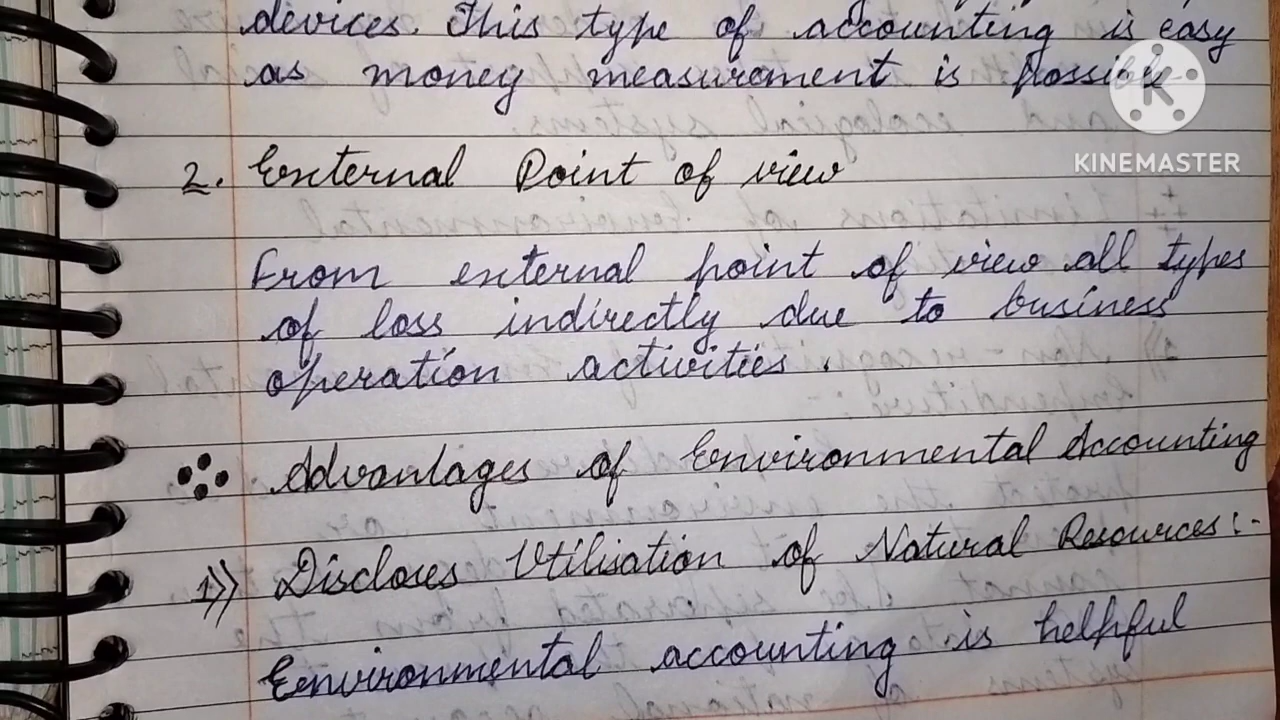 devices. This type of accounting is easy
as money measurement is possible
KINEMASTER
2. External Point of view
From external point of view all types
of loss indirectly due to business
operation activities.
Advantages of Environmental Accounting
1) Discloses Utilisation of Natural Resources:-
Environmental accounting is helpful